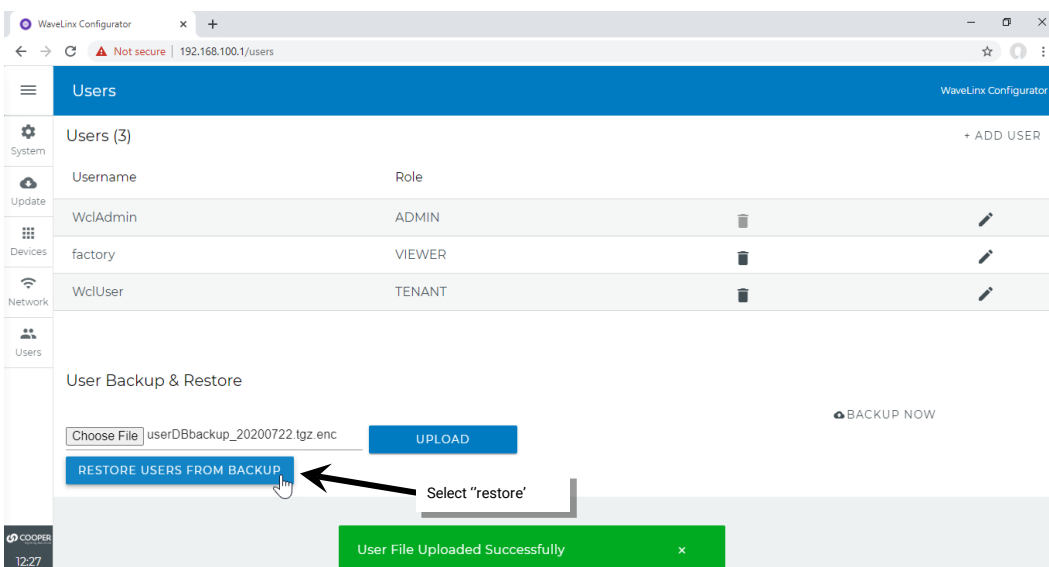 WaveLinx Configurator
Not secure | 192.168.100.1/users
Users
WaveLinx Configurator
System
Update
Devices
Network
Users
Users (3)
+ ADD USER
Username Role
WclAdmin ADMIN
factory VIEWER
WclUser TENANT
User Backup & Restore
BACKUP NOW
Choose File userDBbackup_20200722.tgz.enc
UPLOAD
RESTORE USERS FROM BACKUP
Select ‘‘restore’
User File Uploaded Successfully ×
COOPER
12:27